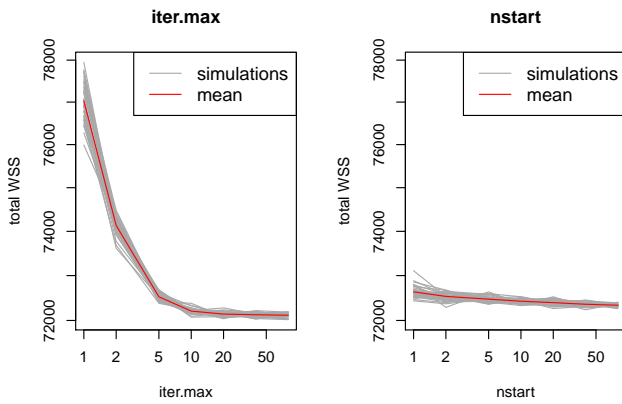 iter.max
simulations
mean
total WSS
72000
74000
76000
78000
1
2
5
10
20
50
iter.max
nstart
simulations
mean
total WSS
72000
74000
76000
78000
1
2
5
10
20
50
nstart